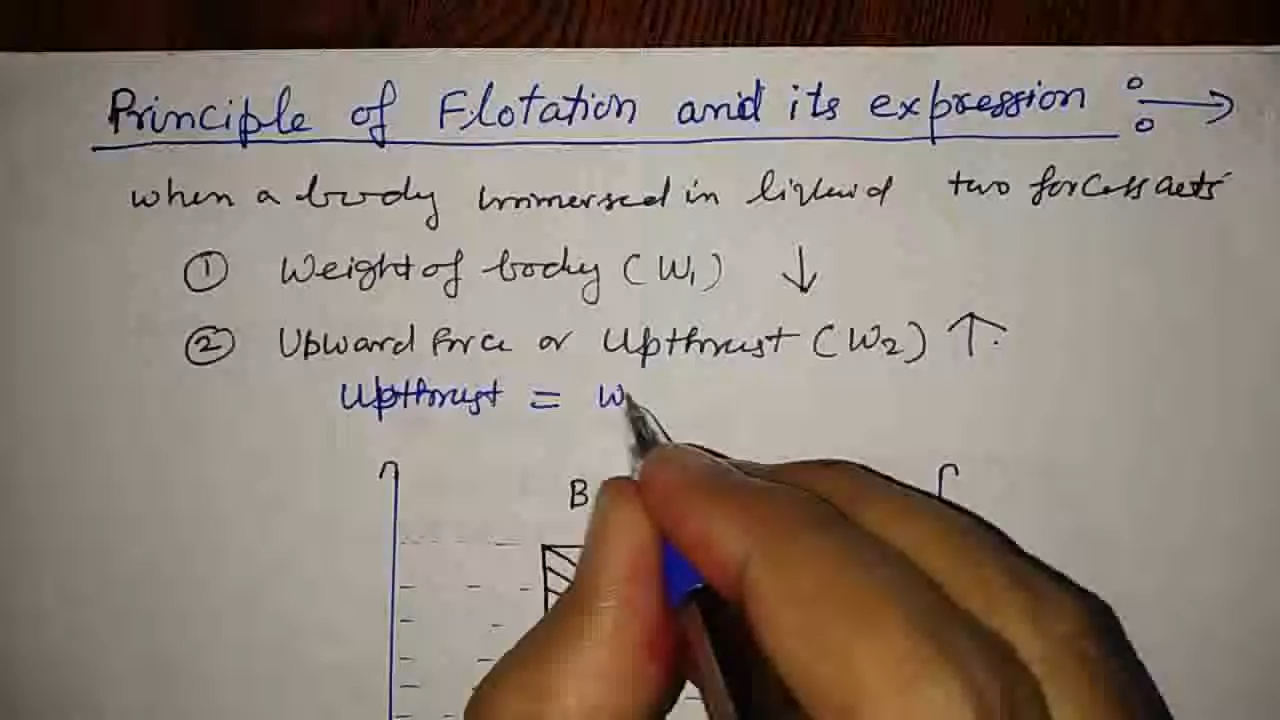 Principle of Flotation and its expression :→
when a body immersed in liquid two forcess acts
① Weight of body (W₁) ↓
② Upward force or Upthrust (W₂) ↑
Upthrust = w
B